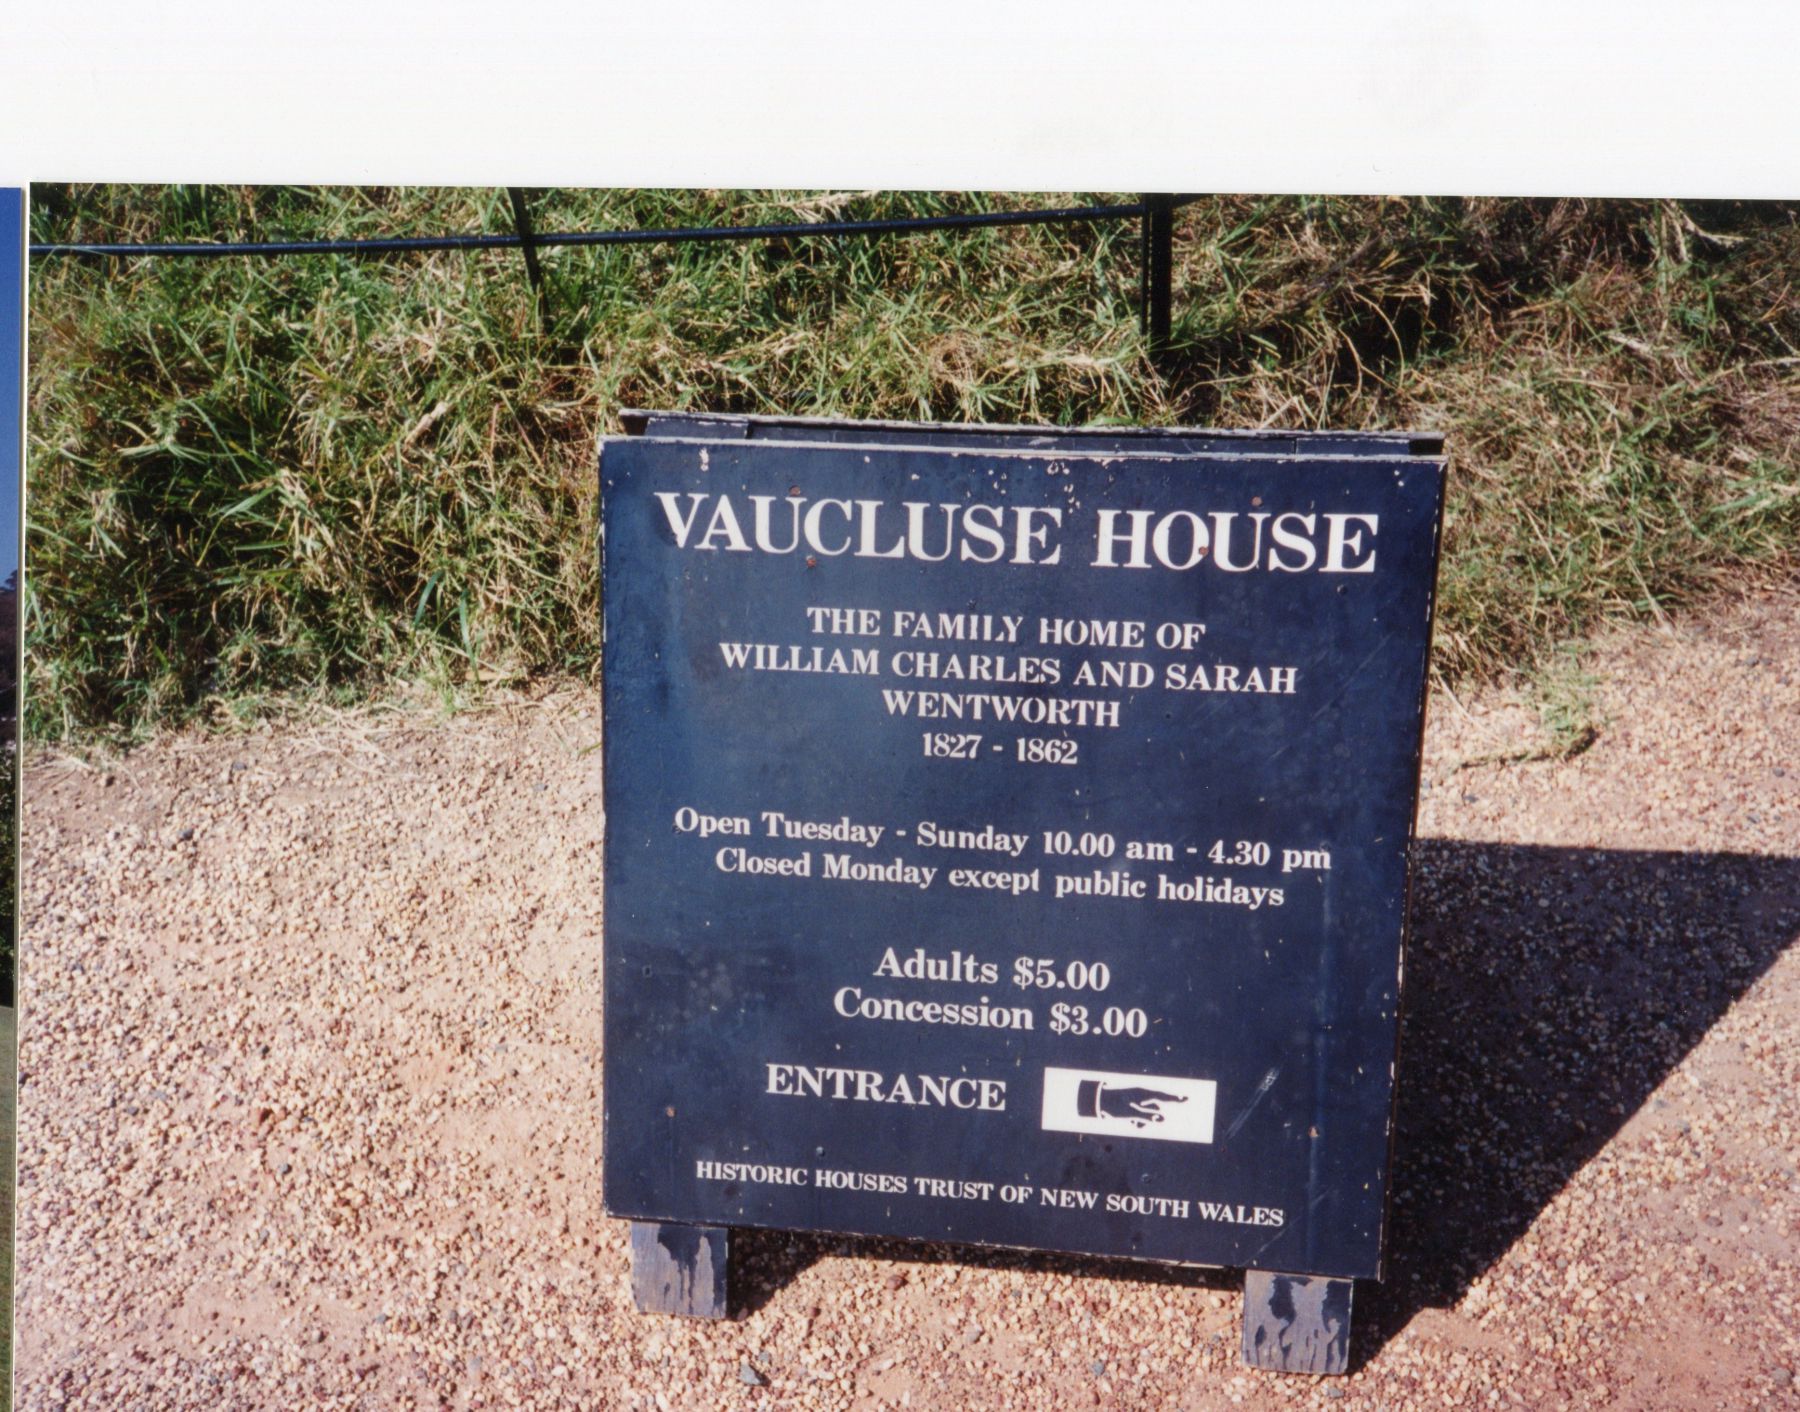 VAUCLUSE HOUSE
THE FAMILY HOME OF
WILLIAM CHARLES AND SARAH
WENTWORTH
1827 - 1862
Open Tuesday - Sunday 10.00 am - 4.30 pm
Closed Monday except public holidays
Adults $5.00
Concession $3.00
ENTRANCE
HISTORIC HOUSES TRUST OF NEW SOUTH WALES